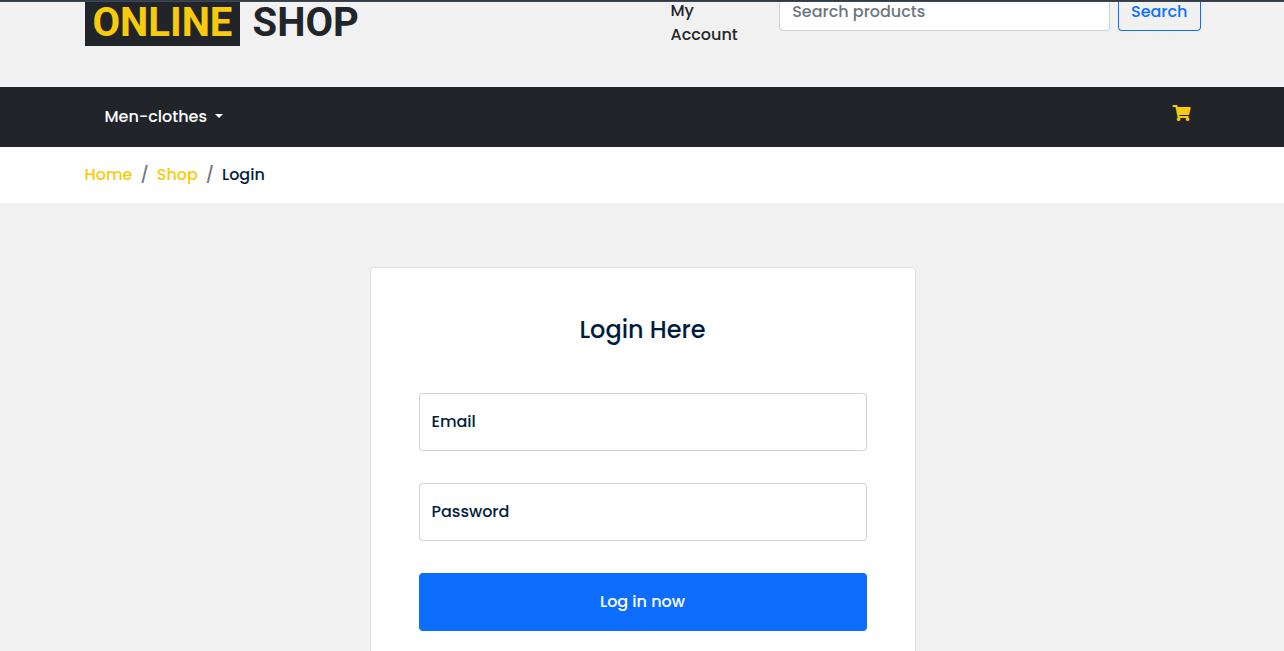 ONLINE SHOP
My Account
Search products
Search
Men-clothes
Home / Shop / Login
Login Here
Email
Password
Log in now